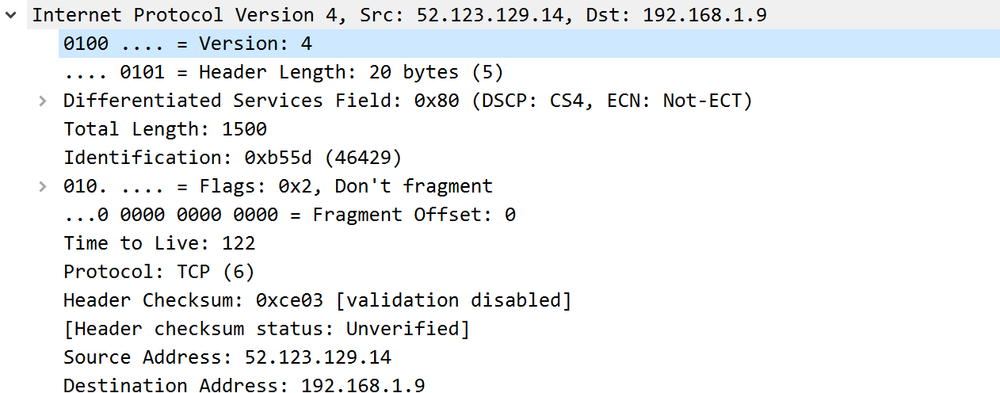 Internet Protocol Version 4, Src: 52.123.129.14, Dst: 192.168.1.9
0100 .... = Version: 4
.... 0101 = Header Length: 20 bytes (5)
Differentiated Services Field: 0x80 (DSCP: CS4, ECN: Not-ECT)
Total Length: 1500
Identification: 0xb55d (46429)
010. .... = Flags: 0x2, Don't fragment
...0 0000 0000 0000 = Fragment Offset: 0
Time to Live: 122
Protocol: TCP (6)
Header Checksum: 0xce03 [validation disabled]
[Header checksum status: Unverified]
Source Address: 52.123.129.14
Destination Address: 192.168.1.9